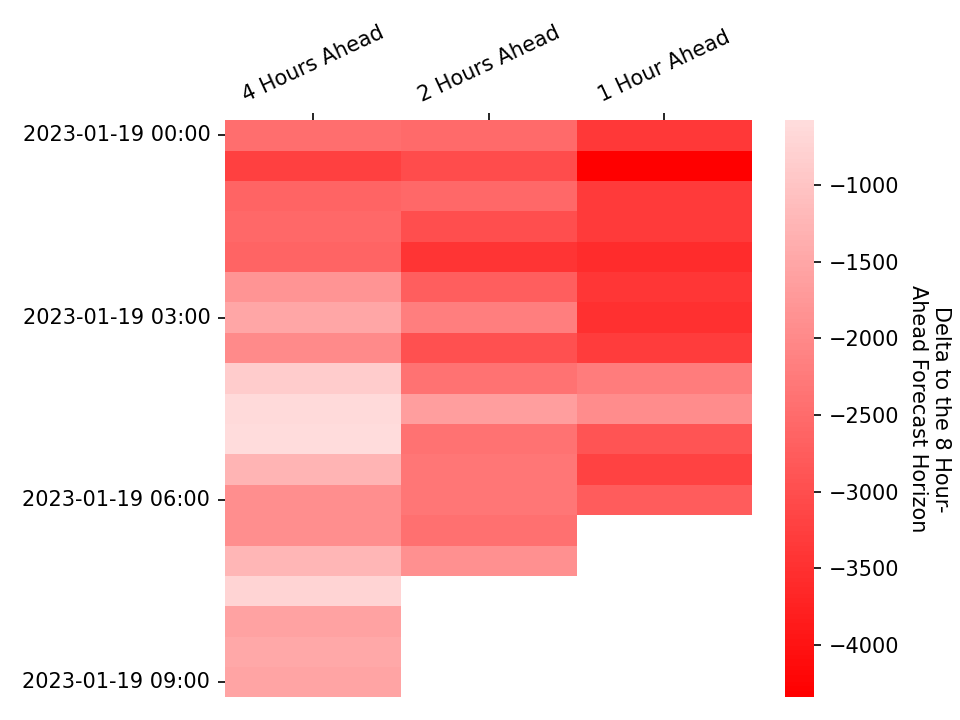 4 Hours Ahead
2 Hours Ahead
1 Hour Ahead
2023-01-19 00:00
2023-01-19 03:00
2023-01-19 06:00
2023-01-19 09:00
−1000
−1500
−2000
−2500
−3000
−3500
−4000
Delta to the 8 Hour-
Ahead Forecast Horizon